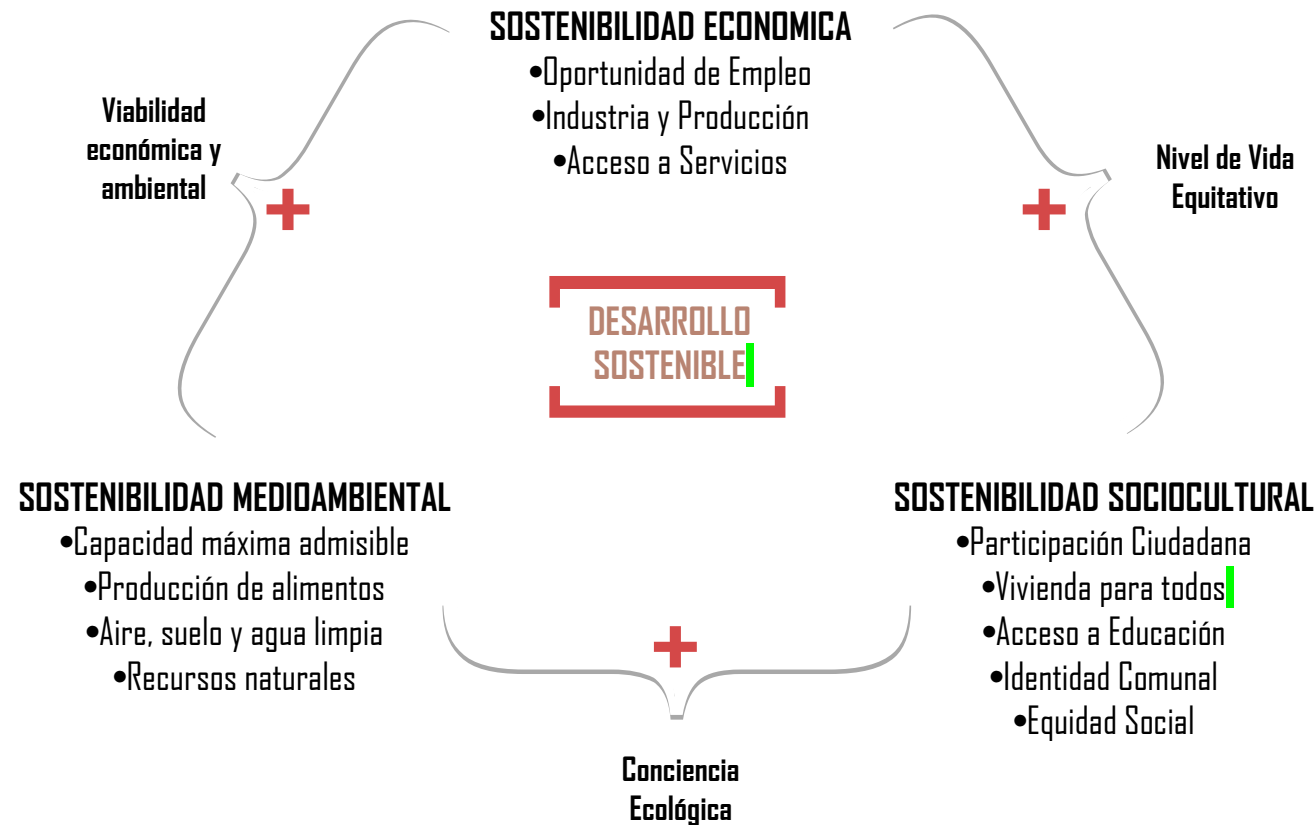 SOSTENIBILIDAD ECONOMICA
•Oportunidad de Empleo
•Industria y Producción
•Acceso a Servicios
Viabilidad
económica y
ambiental
Nivel de Vida
Equitativo
DESARROLLO
SOSTENIBLE
SOSTENIBILIDAD MEDIOAMBIENTAL
•Capacidad máxima admisible
•Producción de alimentos
•Aire, suelo y agua limpia
•Recursos naturales
SOSTENIBILIDAD SOCIOCULTURAL
•Participación Ciudadana
•Vivienda para todos
•Acceso a Educación
•Identidad Comunal
•Equidad Social
Conciencia
Ecológica